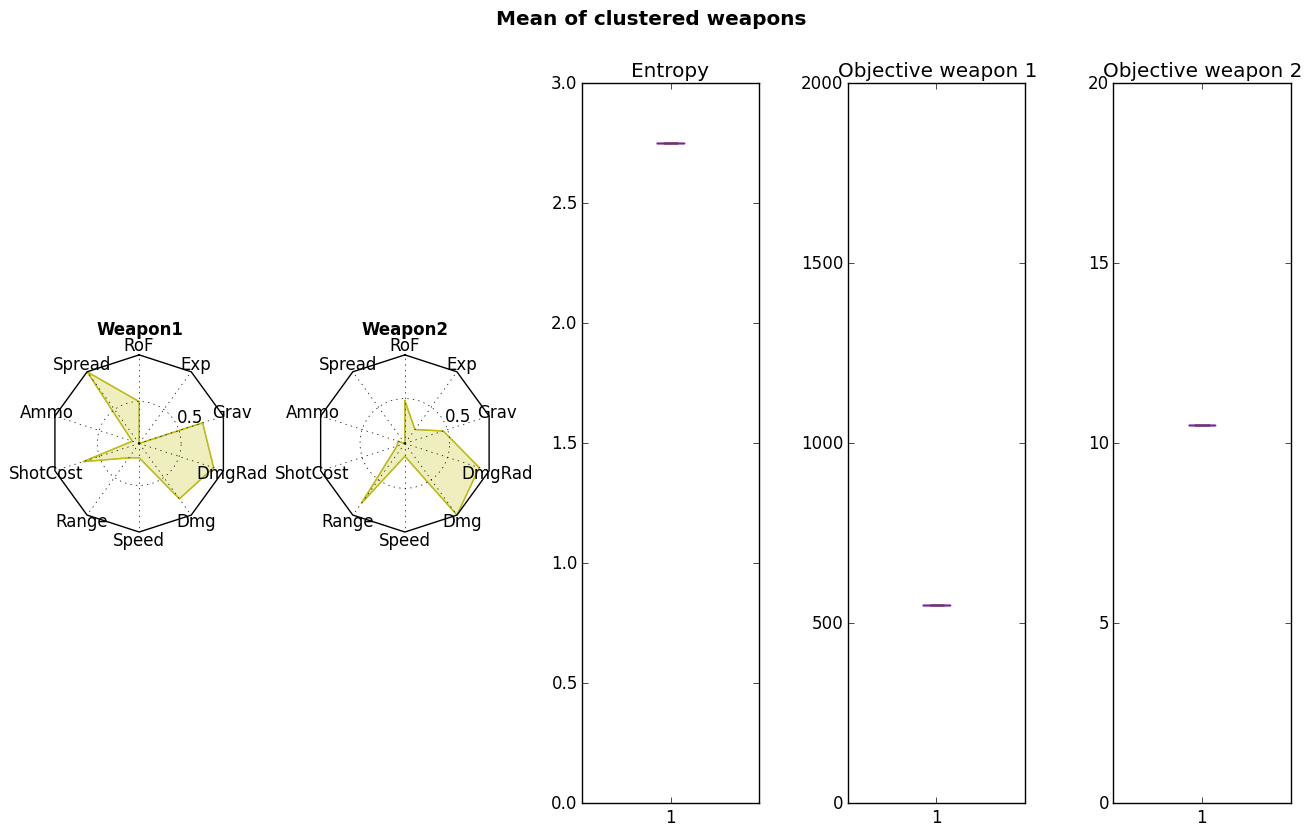 Mean of clustered weapons
Weapon1
RoF
Exp
Grav
DmgRad
Dmg
Speed
Range
ShotCost
Ammo
Spread
0.5
Weapon2
RoF
Exp
Grav
DmgRad
Dmg
Speed
Range
ShotCost
Ammo
Spread
0.5
Entropy
3.0
2.5
2.0
1.5
1.0
0.5
0.0
1
Objective weapon 1
2000
1500
1000
500
0
1
Objective weapon 2
20
15
10
5
0
1